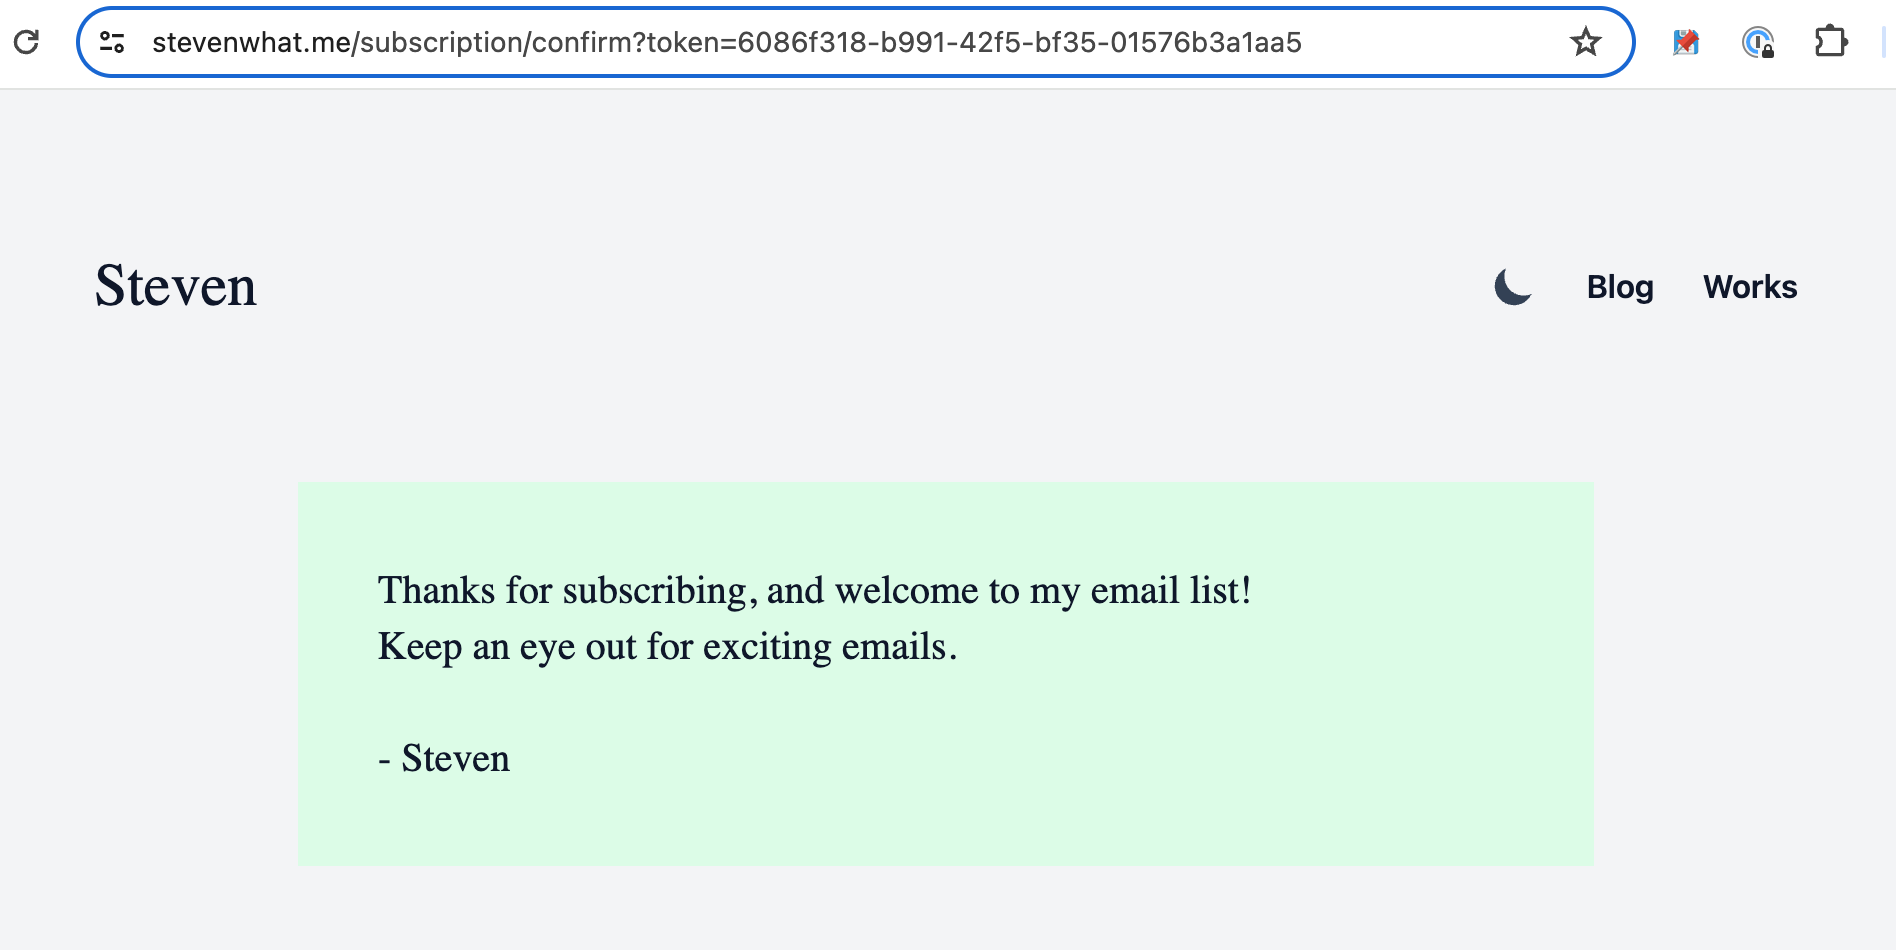 stevenwhat.me/subscription/confirm?token=6086f318-b991-42f5-bf35-01576b3a1aa5
Steven
Blog Works
Thanks for subscribing, and welcome to my email list!
Keep an eye out for exciting emails.
- Steven